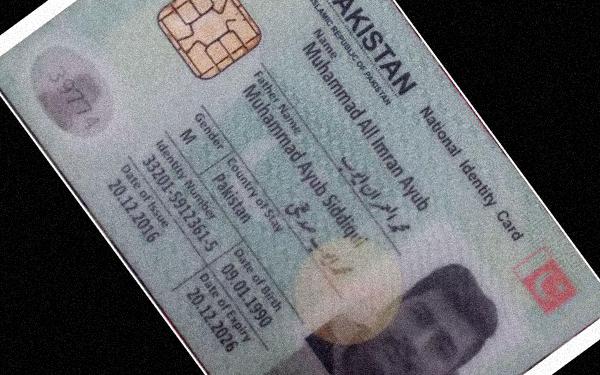 PAKISTAN National Identity Card
ISLAMIC REPUBLIC OF PAKISTAN
Name
Muhammad Ali Imran Ayub
Father Name
Muhammad Ayub Siddiqui
Gender
Country of Stay
M
Pakistan
Identity Number
Date of Birth
33201-5912361-5
09.01.1990
Date of Issue
Date of Expiry
20.12.2016
20.12.2026
39774